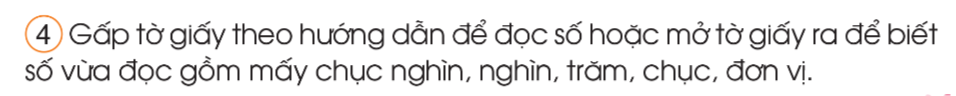 4 Gấp tờ giấy theo hướng dẫn để đọc số hoặc mở tờ giấy ra để biết
số vừa đọc gồm mấy chục nghìn, nghìn, trăm, chục, đơn vị.